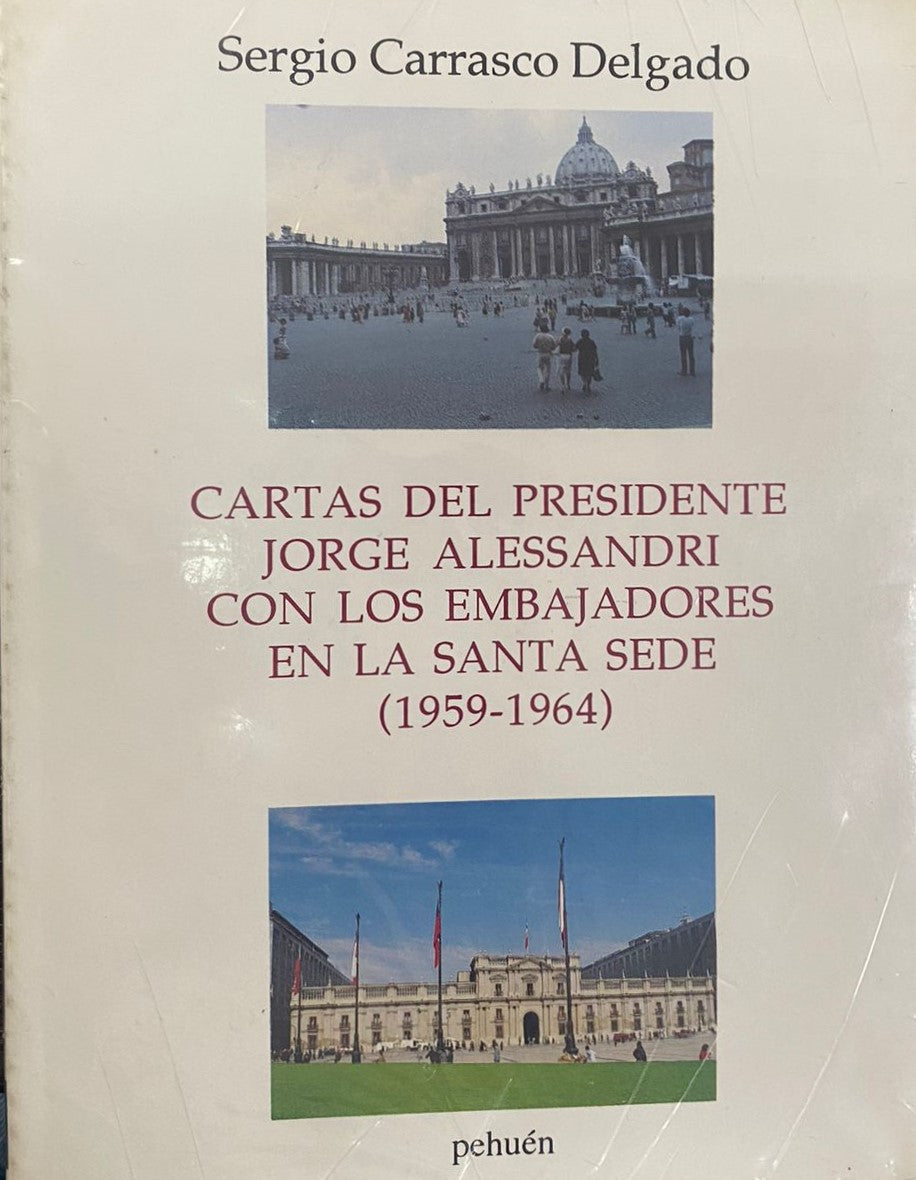 Sergio Carrasco Delgado
CARTAS DEL PRESIDENTE
JORGE ALESSANDRI
CON LOS EMBAJADORES
EN LA SANTA SEDE
(1959-1964)
pehuén